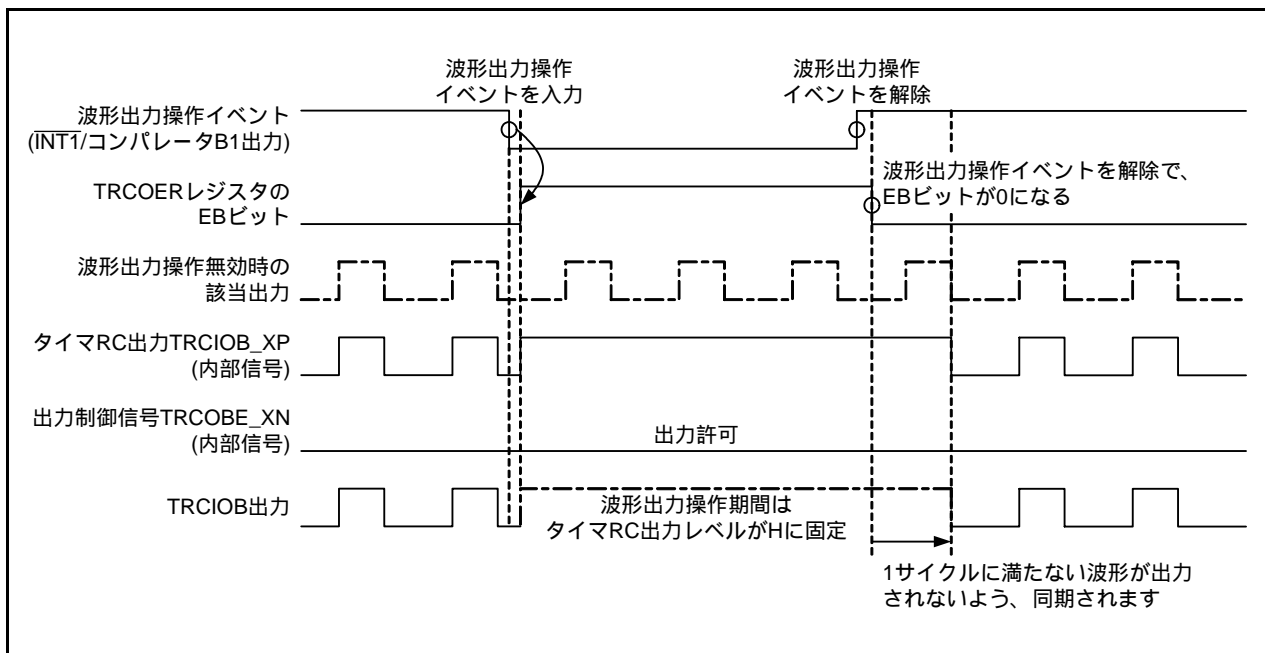 波形出力操作
イベントを入力
波形出力操作
イベントを解除
波形出力操作イベント
(INT1/コンパレータB1出力)
波形出力操作イベントを解除で、
EBビットが0になる
TRCOERレジスタの
EBビット
波形出力操作無効時の
該当出力
タイマRC出力TRCIOB_XP
(内部信号)
出力制御信号TRCOBE_XN
(内部信号)
出力許可
TRCIOB出力
波形出力操作期間は
タイマRC出力レベルがHに固定
1サイクルに満たない波形が出力
されないよう、同期されます